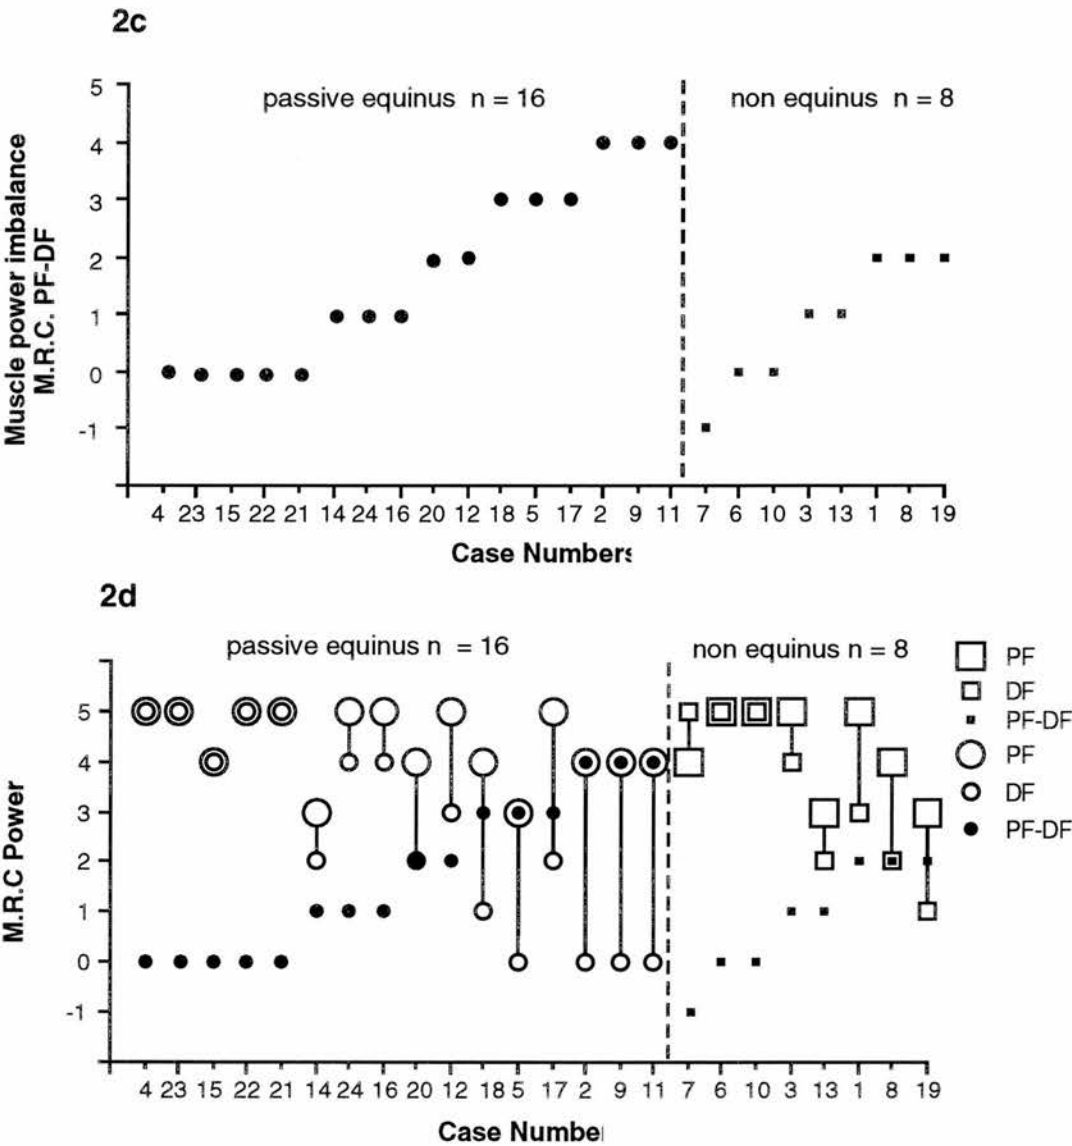 2c
passive equinus n = 16
non equinus n = 8
Muscle power imbalance
M.R.C. PF-DF
5
4
3
2
1
0
-1
4 23 15 22 21 14 24 16 20 12 18 5 17 2 9 11 7 6 10 3 13 1 8 19
Case Numbers
2d
passive equinus n = 16
non equinus n = 8
PF
DF
PF-DF
PF
DF
PF-DF
M.R.C Power
5
4
3
2
1
0
-1
4 23 15 22 21 14 24 16 20 12 18 5 17 2 9 11 7 6 10 3 13 1 8 19
Case Number